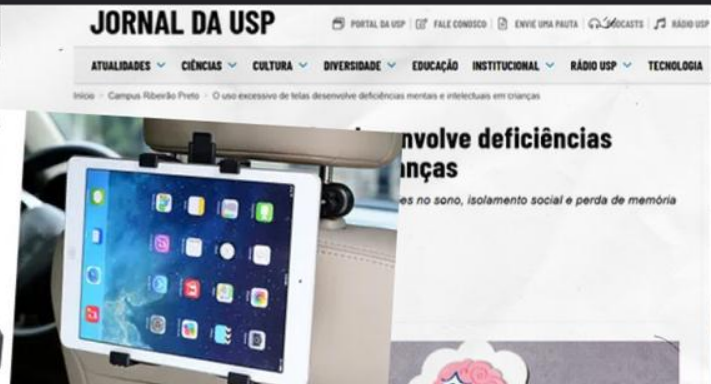 JORNAL DA USP
PORTAL DA USP FALE CONOSCO ENVIE UMA PAUTA PODCASTS RÁDIO USP
ATUALIDADES CIÊNCIAS CULTURA DIVERSIDADE EDUCAÇÃO INSTITUCIONAL RÁDIO USP TECNOLOGIA
Início > Campus Ribeirão Preto > O uso excessivo de telas desenvolve deficiências mentais e intelectuais em crianças
nvolve deficiências
nças
es no sono, isolamento social e perda de memória